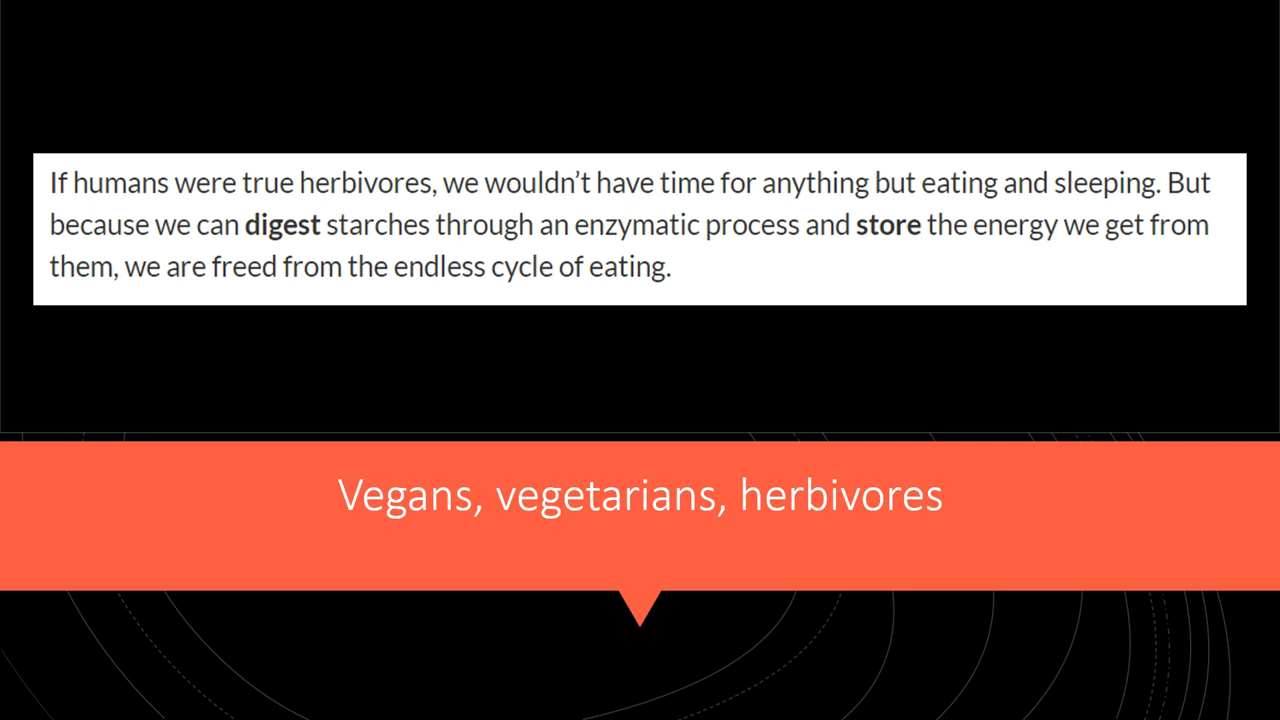 If humans were true herbivores, we wouldn’t have time for anything but eating and sleeping. But
because we can digest starches through an enzymatic process and store the energy we get from
them, we are freed from the endless cycle of eating.
Vegans, vegetarians, herbivores